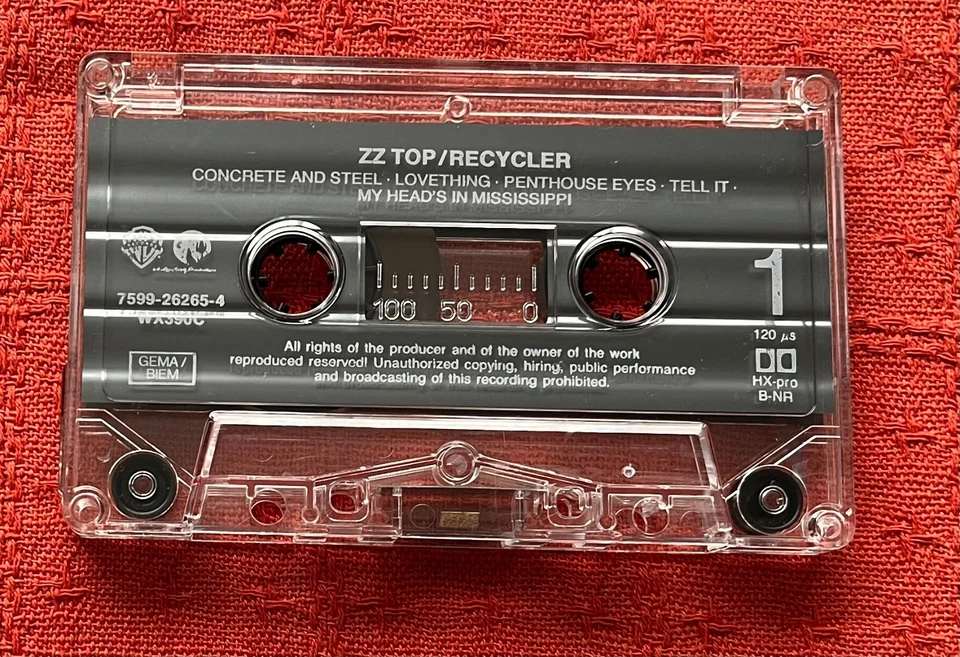 ZZ TOP/RECYCLER
CONCRETE AND STEEL · LOVETHING · PENTHOUSE EYES · TELL IT ·
MY HEAD'S IN MISSISSIPPI
7599-26265-4
WX390C
100 50 0
1
120 µs
HX-pro
B-NR
GEMA/
BIEM
All rights of the producer and of the owner of the work
reproduced reserved! Unauthorized copying, hiring, public performance
and broadcasting of this recording prohibited.